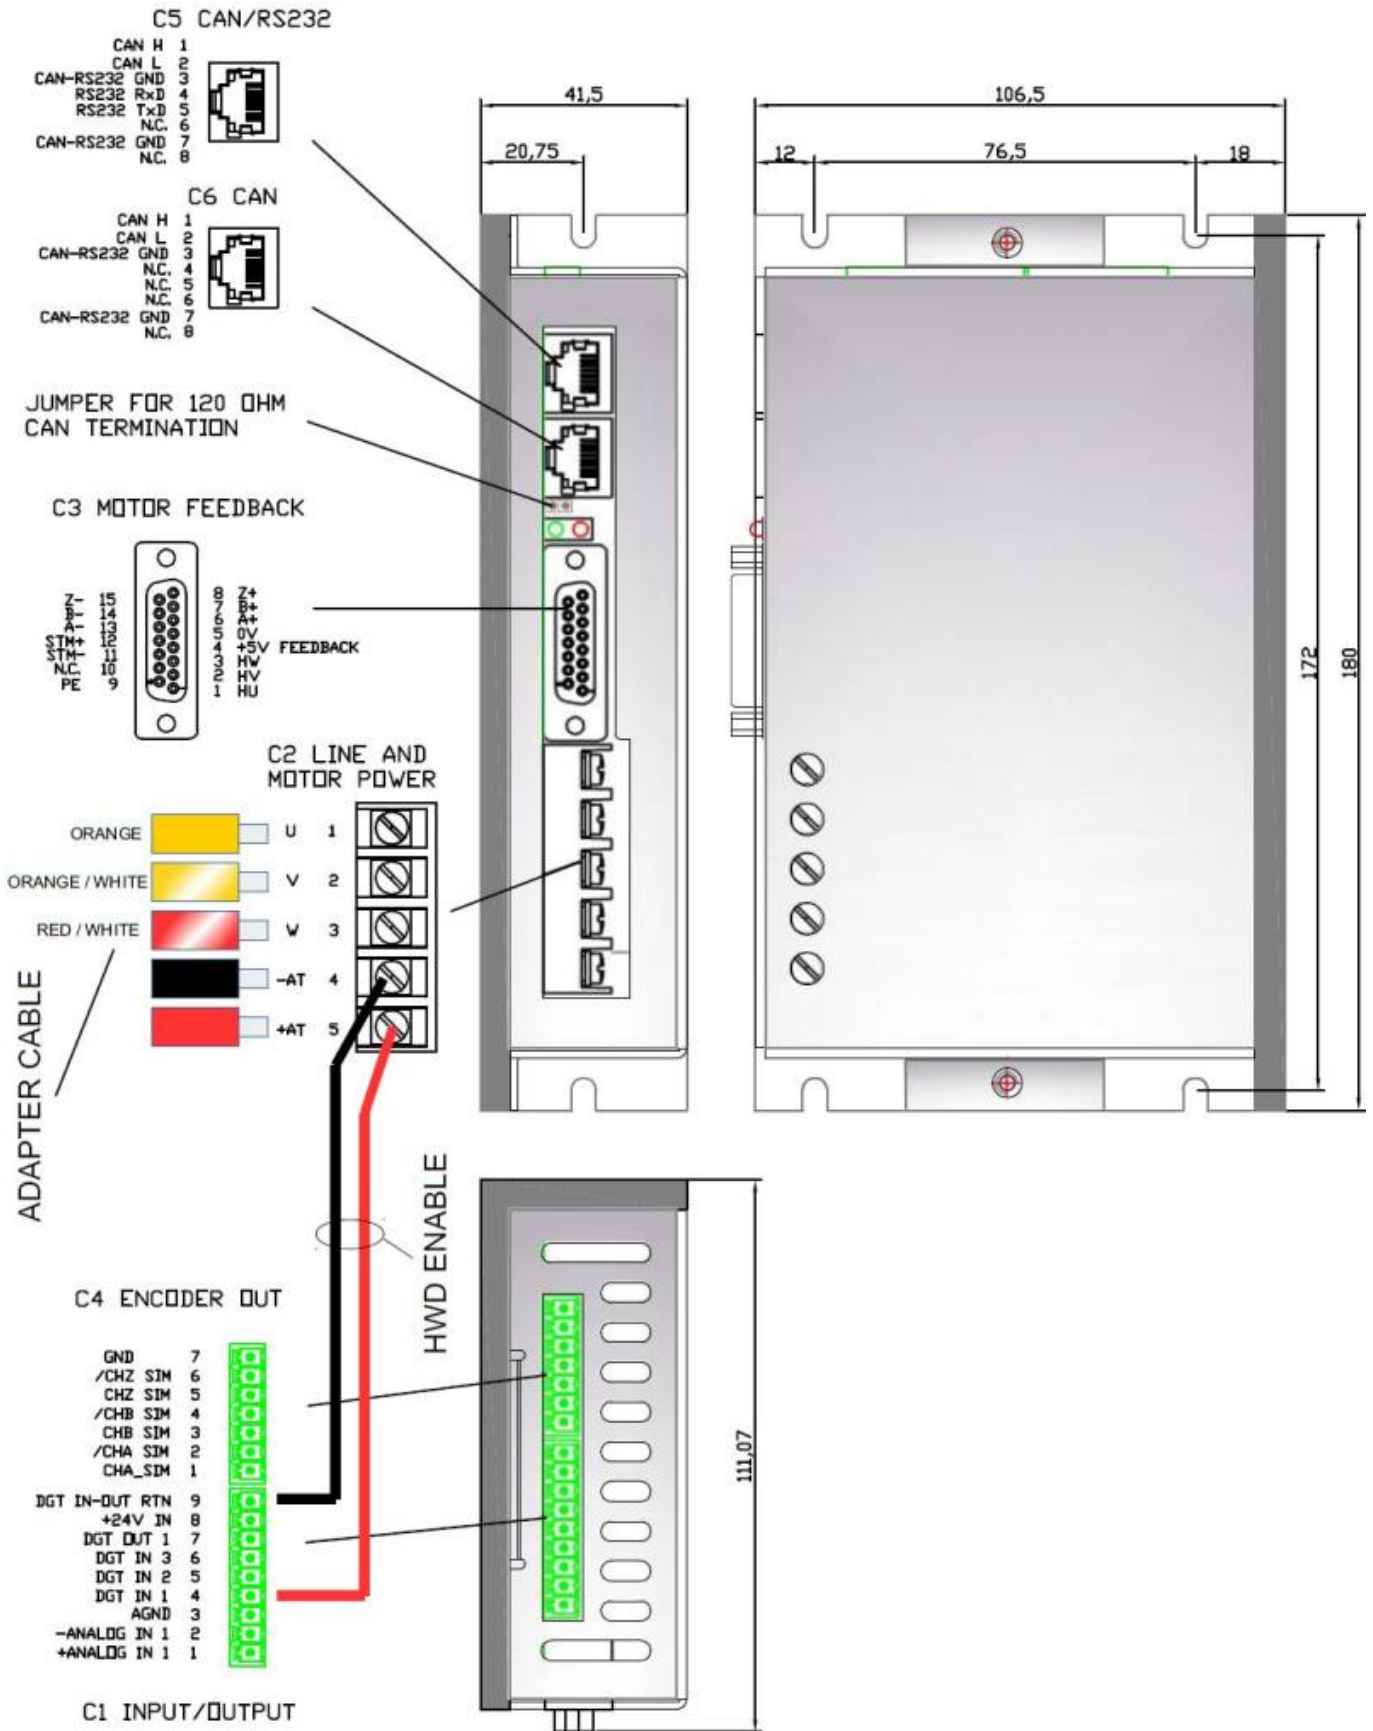 C5 CAN/RS232
CAN H 1
CAN L 2
CAN-RS232 GND 3
RS232 RxD 4
RS232 TxD 5
N.C. 6
CAN-RS232 GND 7
N.C. 8
41,5
106,5
20,75
12
76,5
18
C6 CAN
CAN H 1
CAN L 2
CAN-RS232 GND 3
N.C. 4
N.C. 5
N.C. 6
CAN-RS232 GND 7
N.C. 8
JUMPER FOR 120 OHM
CAN TERMINATION
C3 MOTOR FEEDBACK
Z- 15
B- 14
A- 13
STM+ 12
STM- 11
N.C. 10
PE 9
8 Z+
7 B+
6 A+
5 0V
4 +5V FEEDBACK
3 HW
2 HV
1 HU
172
180
C2 LINE AND
MOTOR POWER
ORANGE U 1
ORANGE / WHITE V 2
RED / WHITE W 3
-AT 4
+AT 5
ADAPTER CABLE
HWD ENABLE
C4 ENCODER OUT
GND 7
/CHZ SIM 6
CHZ SIM 5
/CHB SIM 4
CHB SIM 3
/CHA SIM 2
CHA_SIM 1
DGT IN-OUT RTN 9
+24V IN 8
DGT OUT 1 7
DGT IN 3 6
DGT IN 2 5
DGT IN 1 4
AGND 3
-ANALOG IN 1 2
+ANALOG IN 1 1
C1 INPUT/OUTPUT
111,07